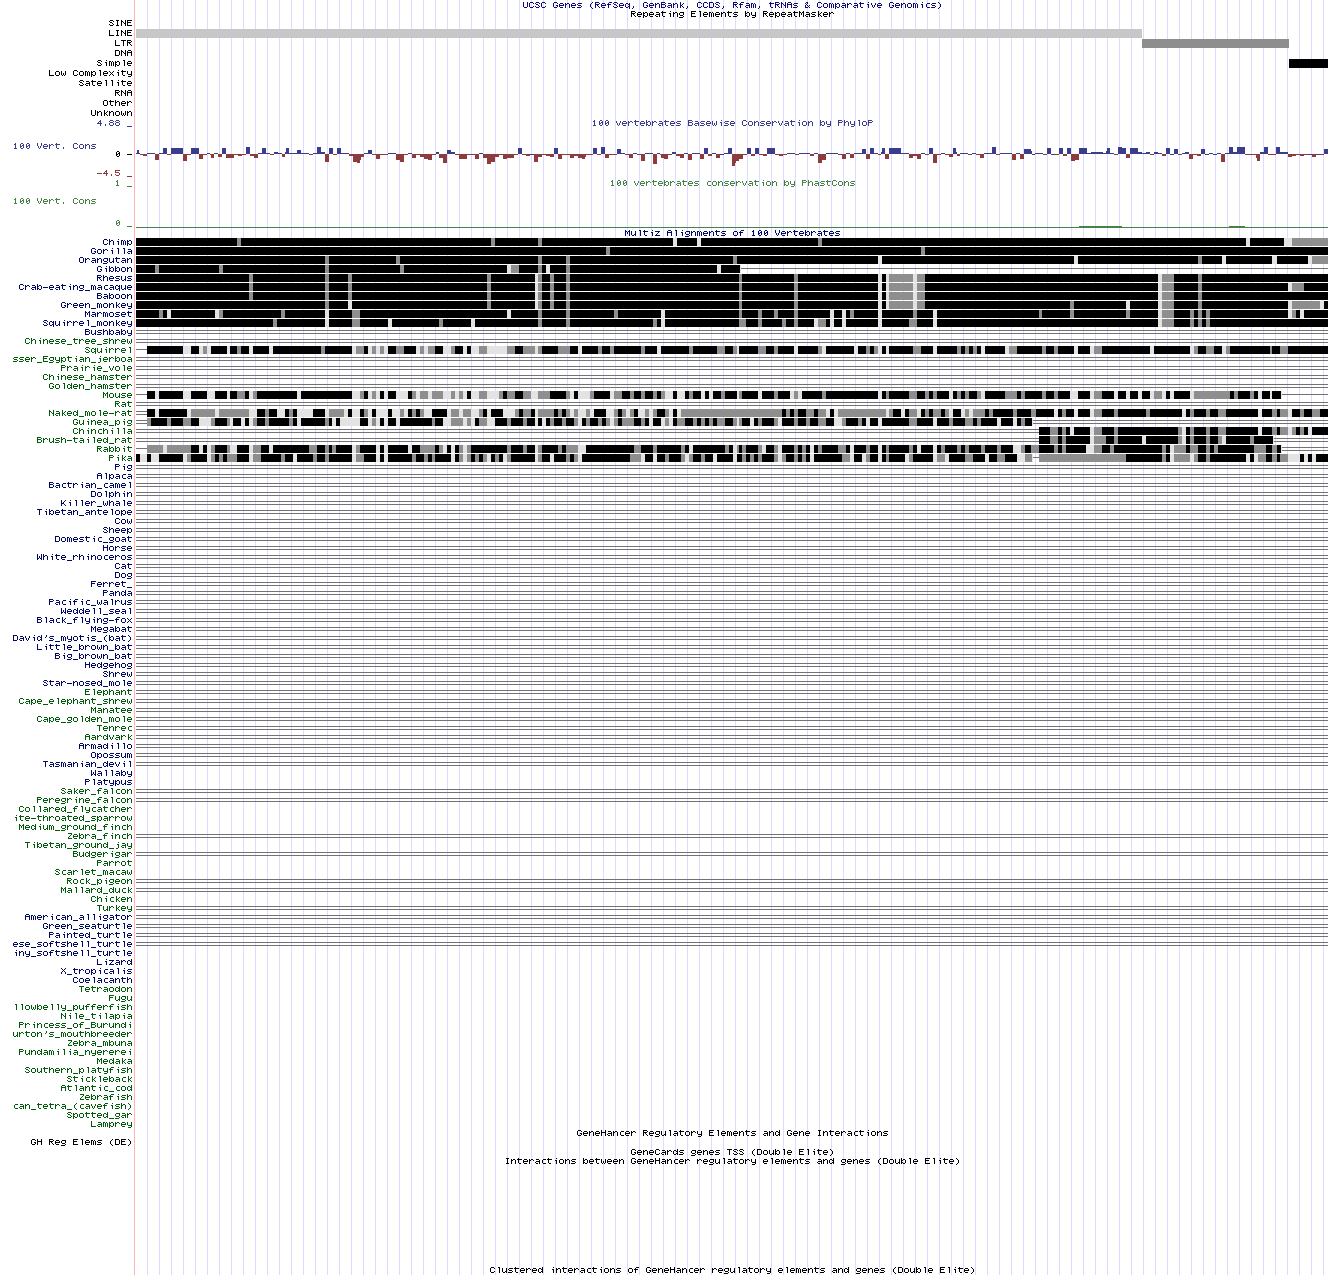 UCSC Genes (RefSeq, GenBank, CCDS, Rfam, tRNAs & Comparative Genomics)
Repeating Elements by RepeatMasker
SINE
LINE
LTR
DNA
Simple
Low Complexity
Satellite
RNA
Other
Unknown
100 vertebrates Basewise Conservation by PhyloP
4.88 _
100 Vert. Cons
0 _
-4.5 _
100 vertebrates conservation by PhastCons
1 _
100 Vert. Cons
0 _
Multiz Alignments of 100 Vertebrates
Chimp
Gorilla
Orangutan
Gibbon
Rhesus
Crab-eating_macaque
Baboon
Green_monkey
Marmoset
Squirrel_monkey
Bushbaby
Chinese_tree_shrew
Squirrel
sser_Egyptian_jerboa
Prairie_vole
Chinese_hamster
Golden_hamster
Mouse
Rat
Naked_mole-rat
Guinea_pig
Chinchilla
Brush-tailed_rat
Rabbit
Pika
Pig
Alpaca
Bactrian_camel
Dolphin
Killer_whale
Tibetan_antelope
Cow
Sheep
Domestic_goat
Horse
White_rhinoceros
Cat
Dog
Ferret_
Panda
Pacific_walrus
Weddell_seal
Black_flying-fox
Megabat
David's_myotis_(bat)
Little_brown_bat
Big_brown_bat
Hedgehog
Shrew
Star-nosed_mole
Elephant
Cape_elephant_shrew
Manatee
Cape_golden_mole
Tenrec
Aardvark
Armadillo
Opossum
Tasmanian_devil
Wallaby
Platypus
Saker_falcon
Peregrine_falcon
Collared_flycatcher
ite-throated_sparrow
Medium_ground_finch
Zebra_finch
Tibetan_ground_jay
Budgerigar
Parrot
Scarlet_macaw
Rock_pigeon
Mallard_duck
Chicken
Turkey
American_alligator
Green_seaturtle
Painted_turtle
ese_softshell_turtle
iny_softshell_turtle
Lizard
X_tropicalis
Coelacanth
Tetraodon
Fugu
llowbelly_pufferfish
Nile_tilapia
Princess_of_Burundi
urton's_mouthbreeder
Zebra_mbuna
Pundamilia_nyererei
Medaka
Southern_platyfish
Stickleback
Atlantic_cod
Zebrafish
can_tetra_(cavefish)
Spotted_gar
Lamprey
GeneHancer Regulatory Elements and Gene Interactions
GH Reg Elems (DE)
GeneCards genes TSS (Double Elite)
Interactions between GeneHancer regulatory elements and genes (Double Elite)
Clustered interactions of GeneHancer regulatory elements and genes (Double Elite)